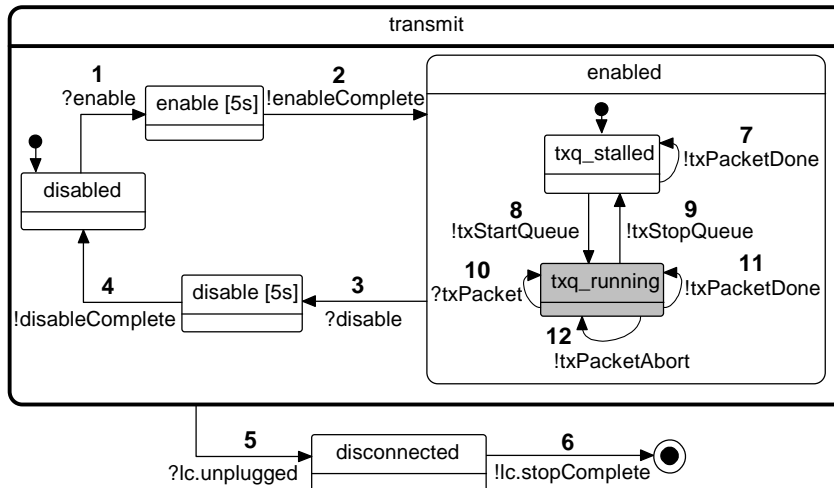 transmit
enabled
1
?enable
enable [5s]
2
!enableComplete
txq_stalled
7
!txPacketDone
disabled
8
!txStartQueue
9
!txStopQueue
4
!disableComplete
disable [5s]
3
?disable
10
?txPacket
txq_running
11
!txPacketDone
12
!txPacketAbort
5
?lc.unplugged
disconnected
6
!lc.stopComplete